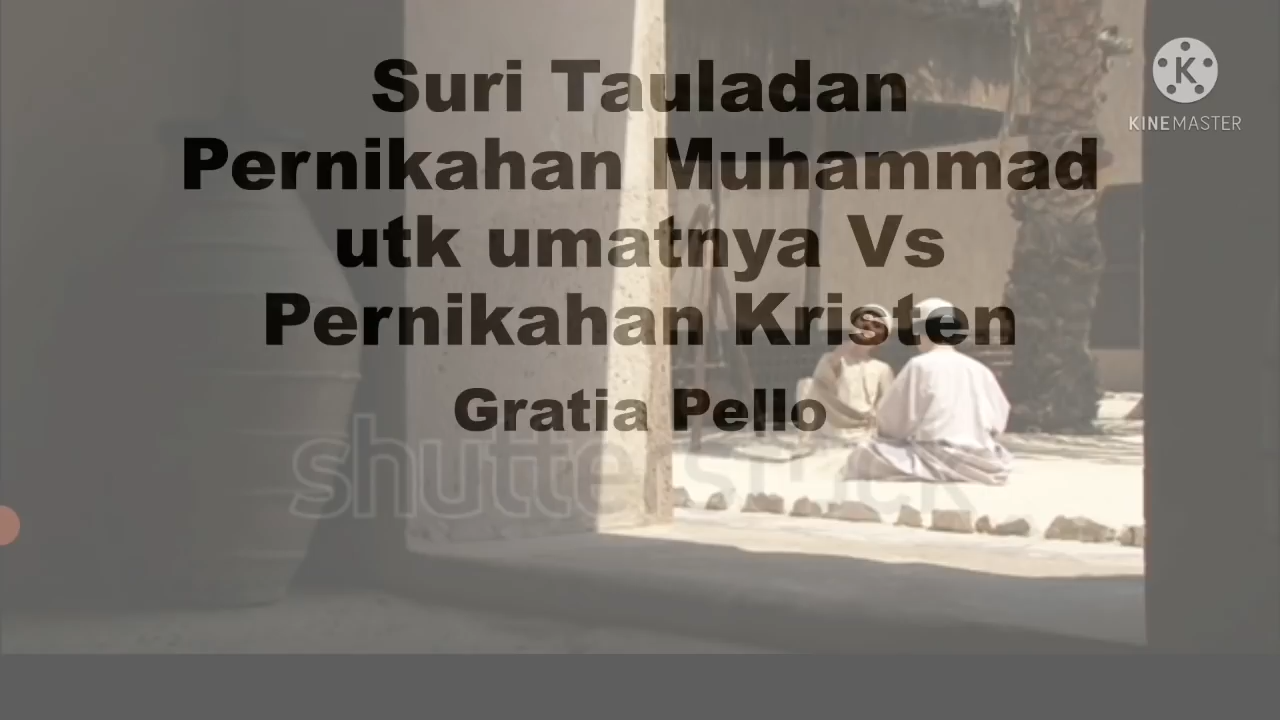 Suri Tauladan
Pernikahan Muhammad
utk umatnya Vs
Pernikahan Kristen
Gratia Pello
shutterstock
K
KINEMASTER